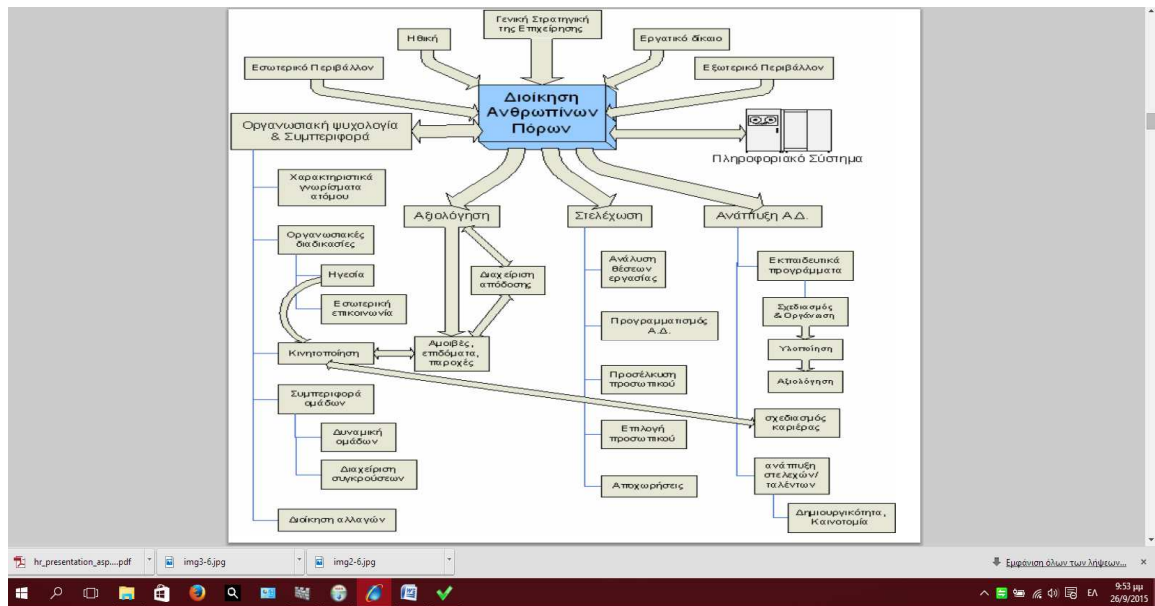 Γενική Στρατηγική
της Επιχείρησης
Ηθική
Εργατικό δίκαιο
Εσωτερικό Περιβάλλον
Εξωτερικό Περιβάλλον
Διοίκηση
Ανθρωπίνων
Πόρων
Οργανωσιακή ψυχολογία
& Συμπεριφορά
Πληροφοριακό Σύστημα
Χαρακτηριστικά
γνωρίσματα
ατόμου
Οργανωσιακές
διαδικασίες
Ηγεσία
Εσωτερική
επικοινωνία
Κινητοποίηση
Συμπεριφορά
ομάδων
Δυναμική
ομάδων
Διαχείριση
συγκρούσεων
Διοίκηση αλλαγών
Αξιολόγηση
Διαχείριση
απόδοσης
Αμοιβές,
επιδόματα,
παροχές
Στελέχωση
Ανάλυση
θέσεων
εργασίας
Προγραμματισμός
Α.Δ.
Προσέλκυση
προσωπικού
Επιλογή
προσωπικού
Αποχωρήσεις
Ανάπτυξη Α.Δ.
Εκπαιδευτικά
προγράμματα
Σχεδιασμός
& Οργάνωση
Υλοποίηση
Αξιολόγηση
σχεδιασμός
καριέρας
ανάπτυξη
στελεχών/
ταλέντων
Δημιουργικότητα,
Καινοτομία
hr_presentation_asp....pdf
img3-6.jpg
img2-6.jpg
Εμφάνιση όλων των λήψεων...
ΕΛ
9:53 μμ
26/9/2015